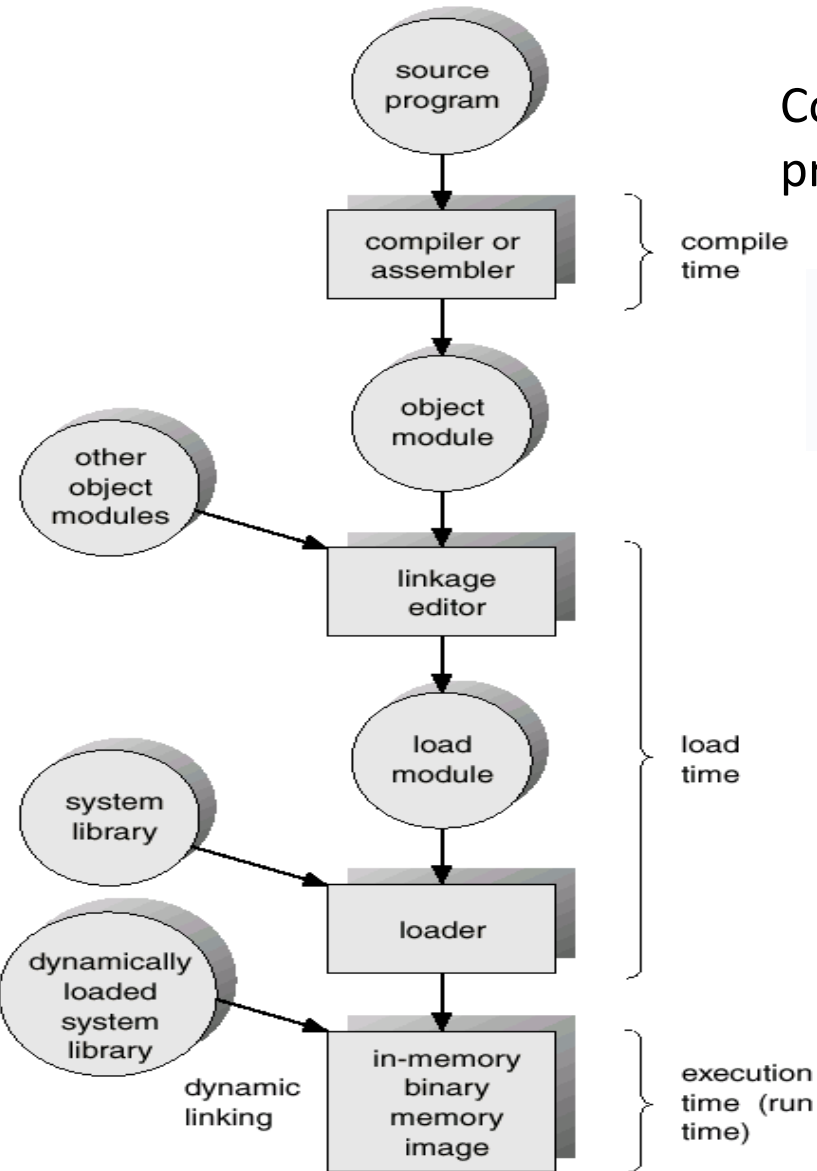 source
program
Co
pr
compiler or
assembler
compile
time
object
module
other
object
modules
linkage
editor
load
module
load
time
system
library
loader
dynamically
loaded
system
library
dynamic
linking
in-memory
binary
memory
image
execution
time (run
time)